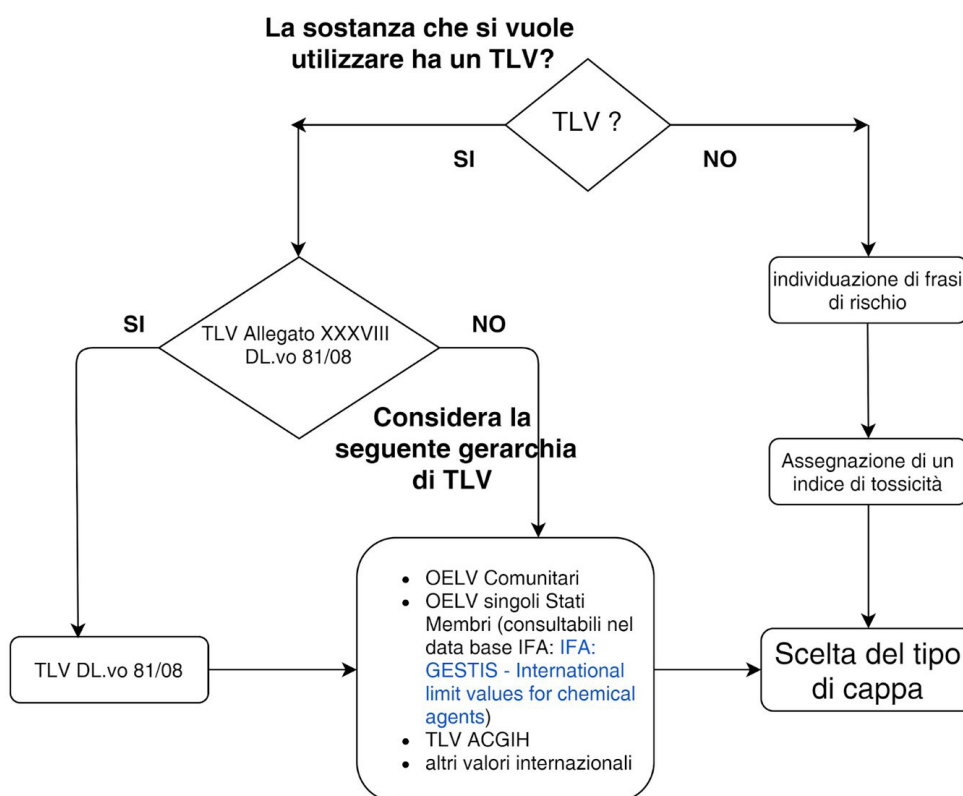 La sostanza che si vuole
utilizzare ha un TLV?
TLV ?
SI
NO
individuazione di frasi
di rischio
SI
TLV Allegato XXXVIII
DL.vo 81/08
NO
Considera la
seguente gerarchia
di TLV
Assegnazione di un
indice di tossicità
• OELV Comunitari
• OELV singoli Stati
Membri (consultabili nel
data base IFA: IFA:
GESTIS - International
limit values for chemical
agents)
• TLV ACGIH
• altri valori internazionali
TLV DL.vo 81/08
Scelta del tipo
di cappa